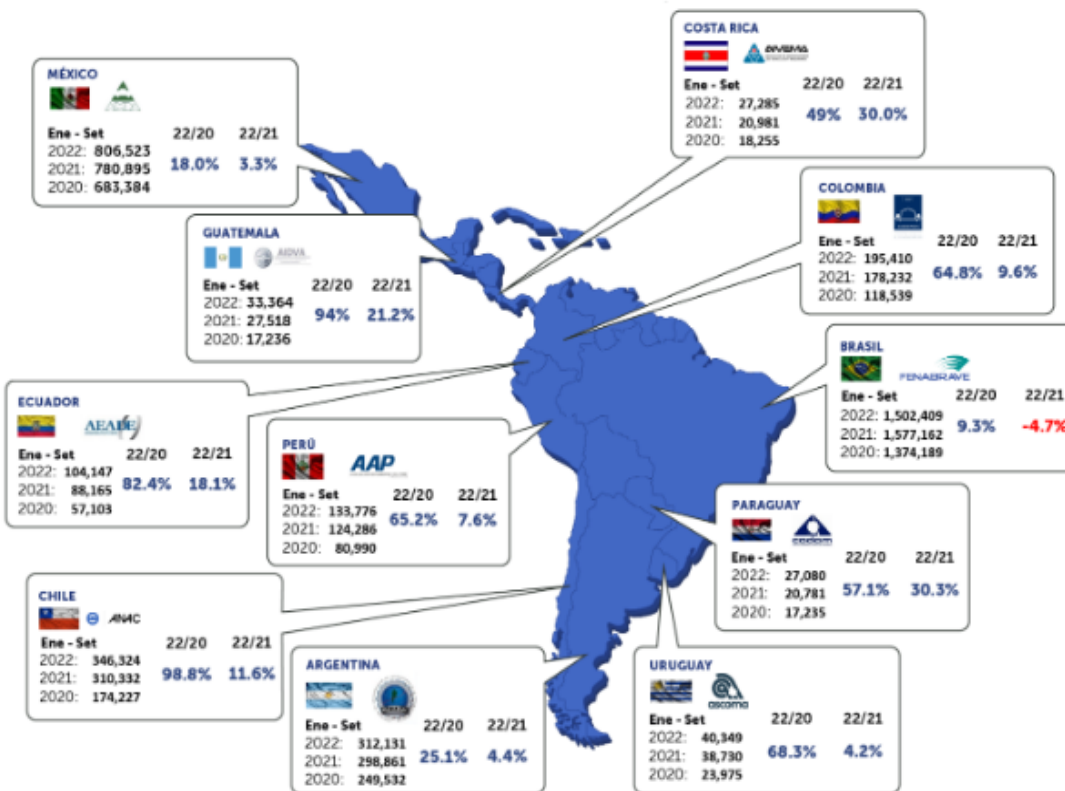 MÉXICO
Ene - Set 22/20 22/21
2022: 806,523
2021: 780,895 18.0% 3.3%
2020: 683,384
COSTA RICA
Ene - Set 22/20 22/21
2022: 27,285
2021: 20,981 49% 30.0%
2020: 18,255
GUATEMALA
AIDVA
Ene - Set 22/20 22/21
2022: 33,364
2021: 27,518 94% 21.2%
2020: 17,236
COLOMBIA
Ene - Set 22/20 22/21
2022: 195,410
2021: 178,232 64.8% 9.6%
2020: 118,539
BRASIL
FENABRAVE
Ene - Set 22/20 22/21
2022: 1,502,409
2021: 1,577,162 9.3% -4.7%
2020: 1,374,189
ECUADOR
AEADE
Ene - Set 22/20 22/21
2022: 104,147
2021: 88,165 82.4% 18.1%
2020: 57,103
PERÚ
AAP
Ene - Set 22/20 22/21
2022: 133,776
2021: 124,286 65.2% 7.6%
2020: 80,990
PARAGUAY
cadam
Ene - Set 22/20 22/21
2022: 27,080
2021: 20,781 57.1% 30.3%
2020: 17,235
CHILE
ANAC
Ene - Set 22/20 22/21
2022: 346,324
2021: 310,332 98.8% 11.6%
2020: 174,227
ARGENTINA
Ene - Set 22/20 22/21
2022: 312,131
2021: 298,861 25.1% 4.4%
2020: 249,532
URUGUAY
ascoma
Ene - Set 22/20 22/21
2022: 40,349
2021: 38,730 68.3% 4.2%
2020: 23,975